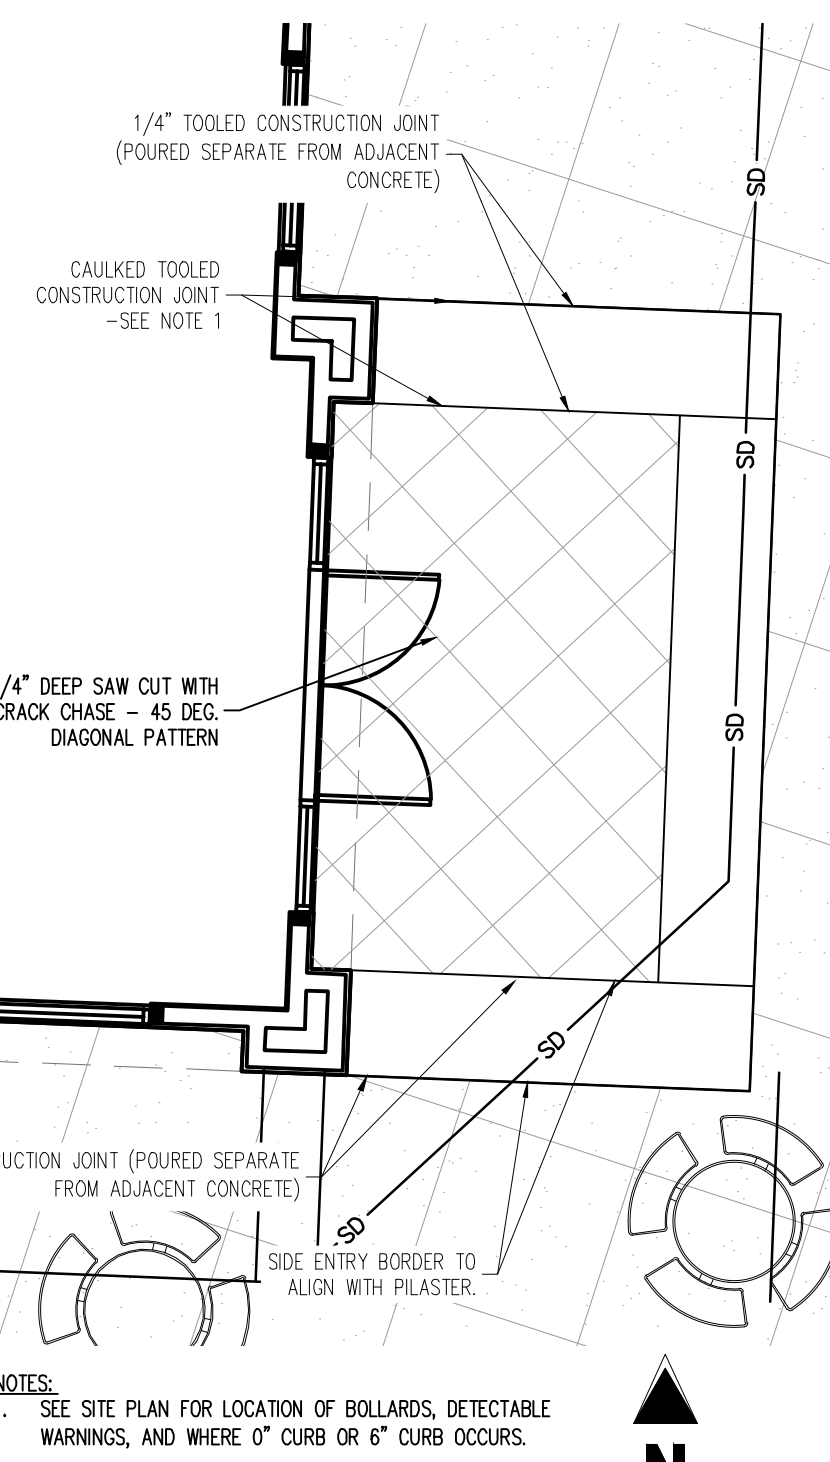 1/4” TOOLED CONSTRUCTION JOINT
(POURED SEPARATE FROM ADJACENT
CONCRETE)
SD
CAULKED TOOLED
CONSTRUCTION JOINT
-SEE NOTE 1
SD
/4” DEEP SAW CUT WITH
CRACK CHASE – 45 DEG.
DIAGONAL PATTERN
SD
SD
JOINT (POURED SEPARATE
FROM ADJACENT CONCRETE)
SD
SIDE ENTRY BORDER TO
ALIGN WITH PILASTER.
NOTES:
. SEE SITE PLAN FOR LOCATION OF BOLLARDS, DETECTABLE
WARNINGS, AND WHERE 0” CURB OR 6” CURB OCCURS.
N